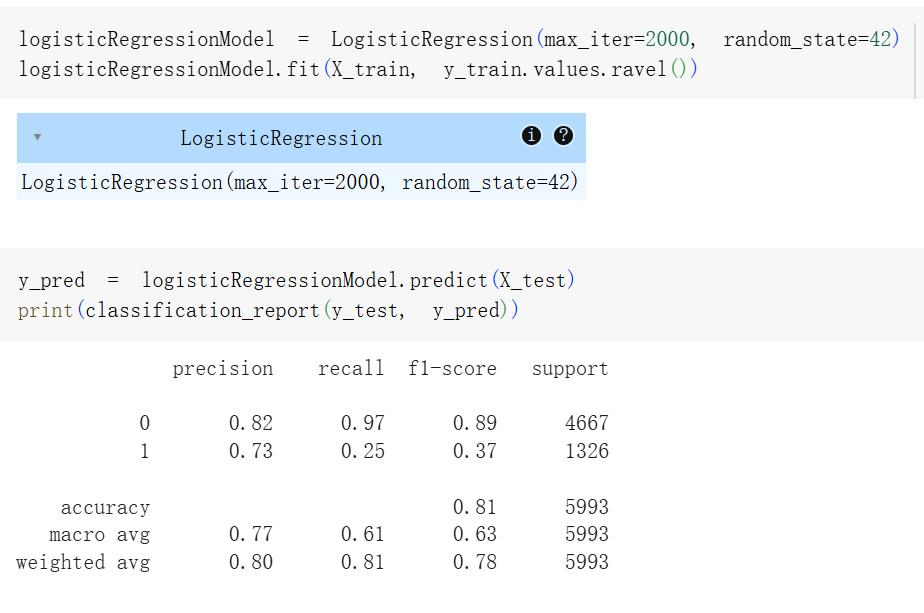 logisticRegressionModel = LogisticRegression(max_iter=2000, random_state=42)
logisticRegressionModel.fit(X_train, y_train.values.ravel())
LogisticRegression
i ?
LogisticRegression(max_iter=2000, random_state=42)
y_pred = logisticRegressionModel.predict(X_test)
print(classification_report(y_test, y_pred))
precision recall f1-score support
0 0.82 0.97 0.89 4667
1 0.73 0.25 0.37 1326
accuracy 0.81 5993
macro avg 0.77 0.61 0.63 5993
weighted avg 0.80 0.81 0.78 5993